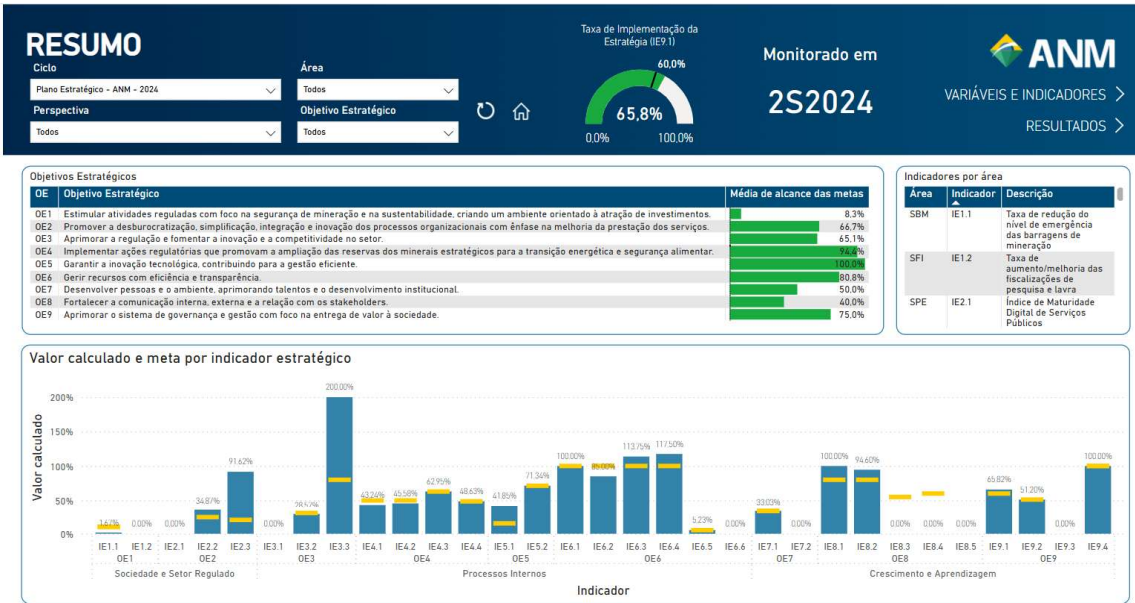 RESUMO
Ciclo
Plano Estratégico - ANM - 2024
Área
Todos
Perspectiva
Todos
Objetivo Estratégico
Todos
Taxa de Implementação da
Estratégia (IE9.1)
60,0%
65,8%
0,0% 100,0%
Monitorado em
2S2024
ANM
VARIÁVEIS E INDICADORES >
RESULTADOS >
Objetivos Estratégicos
OE Objetivo Estratégico Média de alcance das metas
OE1 Estimular atividades reguladas com foco na segurança de mineração e na sustentabilidade, criando um ambiente orientado à atração de investimentos. 8,3%
OE2 Promover a desburocratização, simplificação, integração e inovação dos processos organizacionais com ênfase na melhoria da prestação dos serviços. 66,7%
OE3 Aprimorar a regulação e fomentar a inovação e a competitividade no setor. 65,1%
OE4 Implementar ações regulatórias que promovam a ampliação das reservas dos minerais estratégicos para a transição energética e segurança alimentar. 94,4%
OE5 Garantir a inovação tecnológica, contribuindo para a gestão eficiente. 100,0%
OE6 Gerir recursos com eficiência e transparência. 80,8%
OE7 Desenvolver pessoas e o ambiente, aprimorando talentos e o desenvolvimento institucional. 50,0%
OE8 Fortalecer a comunicação interna, externa e a relação com os stakeholders. 40,0%
OE9 Aprimorar o sistema de governança e gestão com foco na entrega de valor à sociedade. 75,0%
Indicadores por área
Área Indicador Descrição
SBM IE1.1 Taxa de redução do
nível de emergência
das barragens de
mineração
SFI IE1.2 Taxa de
aumento/melhoria das
fiscalizações de
pesquisa e lavra
SPE IE2.1 Índice de Maturidade
Digital de Serviços
Públicos
Valor calculado e meta por indicador estratégico
Valor calculado
200%
150%
100%
50%
0%
1.67% 0.00% 0.00% 34.87% 91.62% 0.00% 28.57% 200.00% 43.24% 45.58% 62.95% 48.63% 41.85% 71.34% 100.00% 85.00% 113.75% 117.50% 5.23% 0.00% 33.03% 0.00% 100.00% 94.60% 0.00% 0.00% 0.00% 65.82% 51.20% 0.00% 100.00%
IE1.1 IE1.2 IE2.1 IE2.2 IE2.3 IE3.1 IE3.2 IE3.3 IE4.1 IE4.2 IE4.3 IE4.4 IE5.1 IE5.2 IE6.1 IE6.2 IE6.3 IE6.4 IE6.5 IE6.6 IE7.1 IE7.2 IE8.1 IE8.2 IE8.3 IE8.4 IE8.5 IE9.1 IE9.2 IE9.3 IE9.4
OE1 OE2 OE3 OE4 OE5 OE6 OE7 OE8 OE9
Sociedade e Setor Regulado Processos Internos Crescimento e Aprendizagem
Indicador